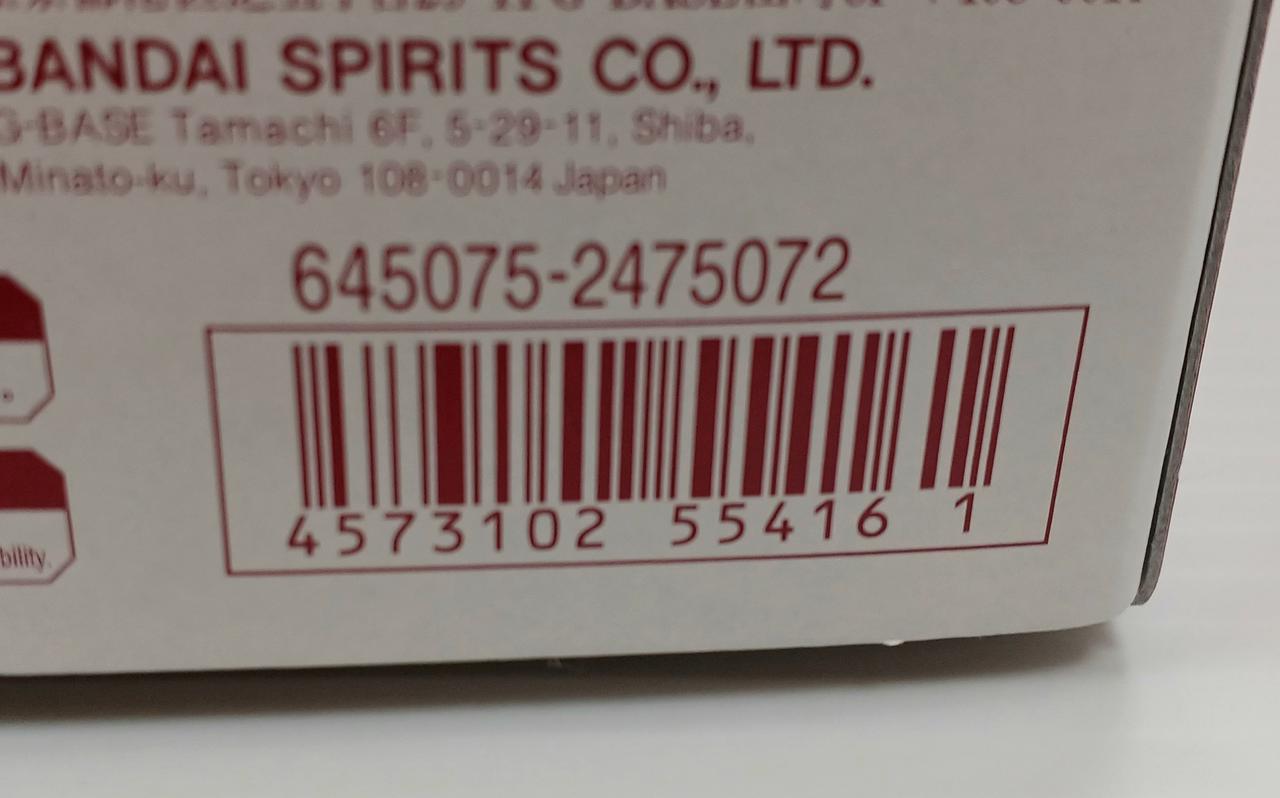 BANDAI SPIRITS CO., LTD.
G-BASE Tamachi 6F, 5-29-11, Shiba,
Minato-ku, Tokyo 108-0014 Japan
645075-2475072
4573102 55416 1
bility.